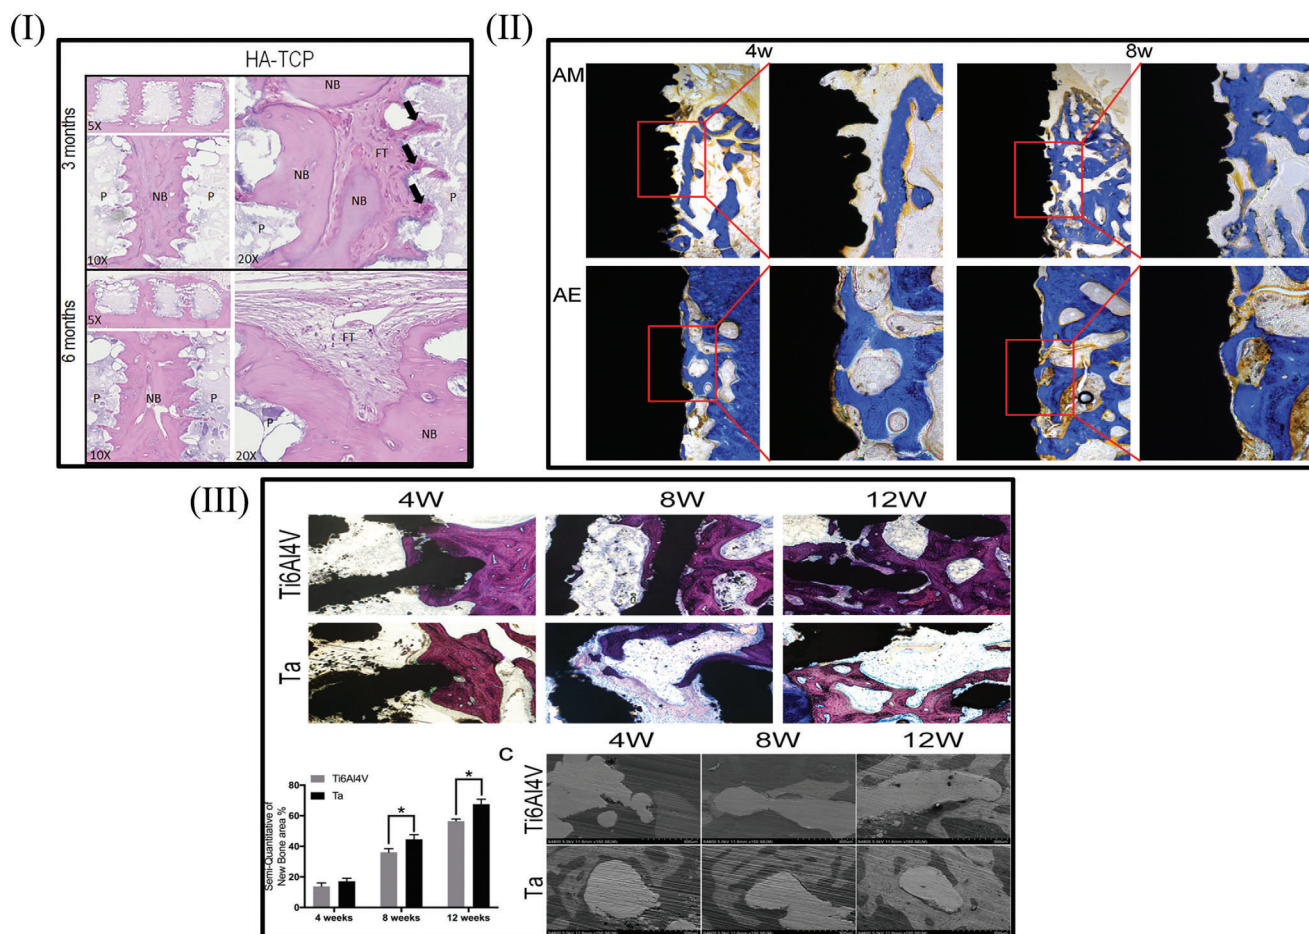 (I)
HA-TCP
3 months
5X
10X
P
NB
P
20X
NB
FT
NB
P
P
6 months
5X
10X
P
NB
P
20X
FT
P
NB
(II)
4w
8w
AM
AE
(III)
4W
8W
12W
Ti6Al4V
Ta
Semi-Quantitative of
New Bone area %
80
60
40
20
0
Ti6Al4V
Ta
*
*
4 weeks
8 weeks
12 weeks
C
4W
8W
12W
Ti6Al4V
Ta